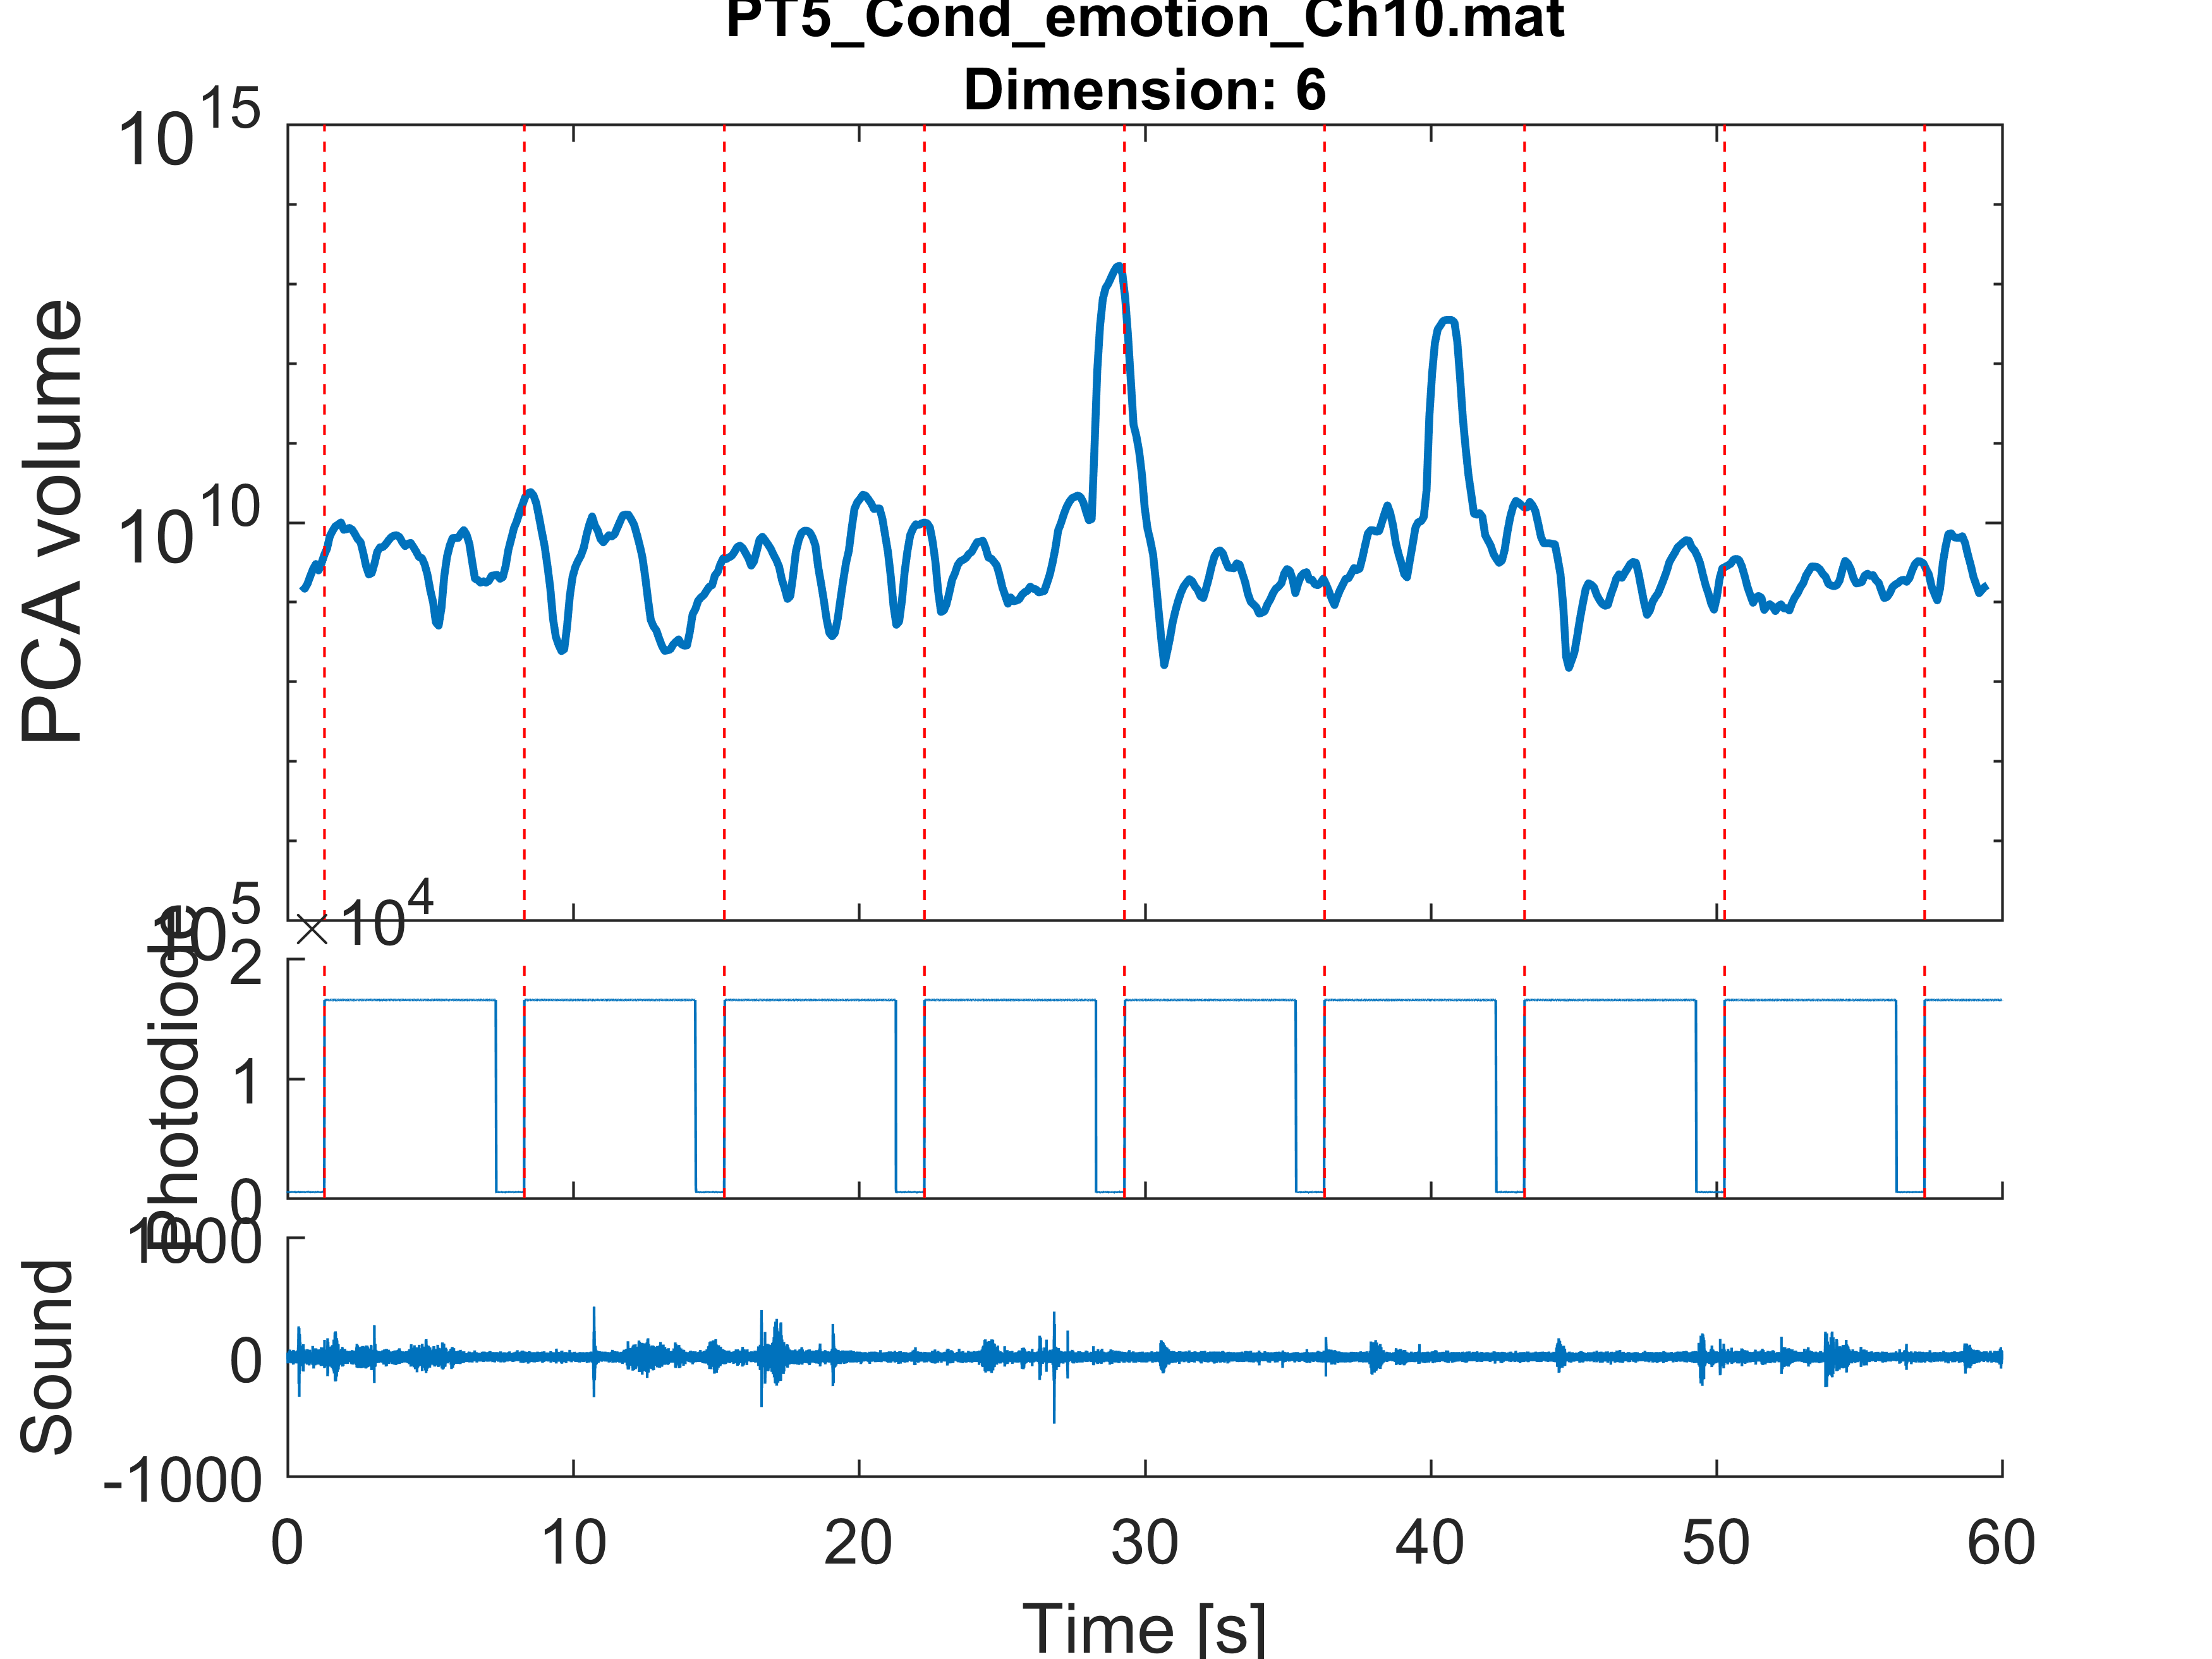 PT5_Cond_emotion_Ch10.mat
Dimension: 6
10^15
10^10
10^5
PCA volume
×10^4
2
1
0
Photodiode
1000
0
-1000
Sound
0 10 20 30 40 50 60
Time [s]